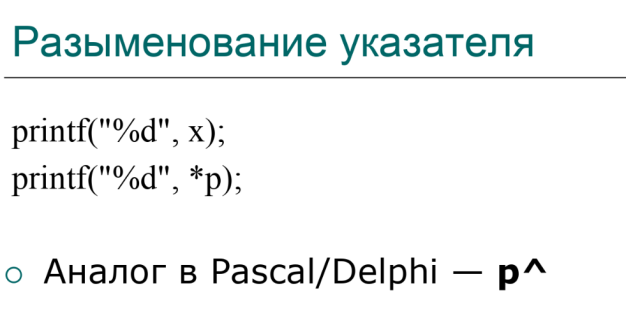 Разыменование указателя
printf("%d", x);
printf("%d", *p);
Аналог в Pascal/Delphi — p^